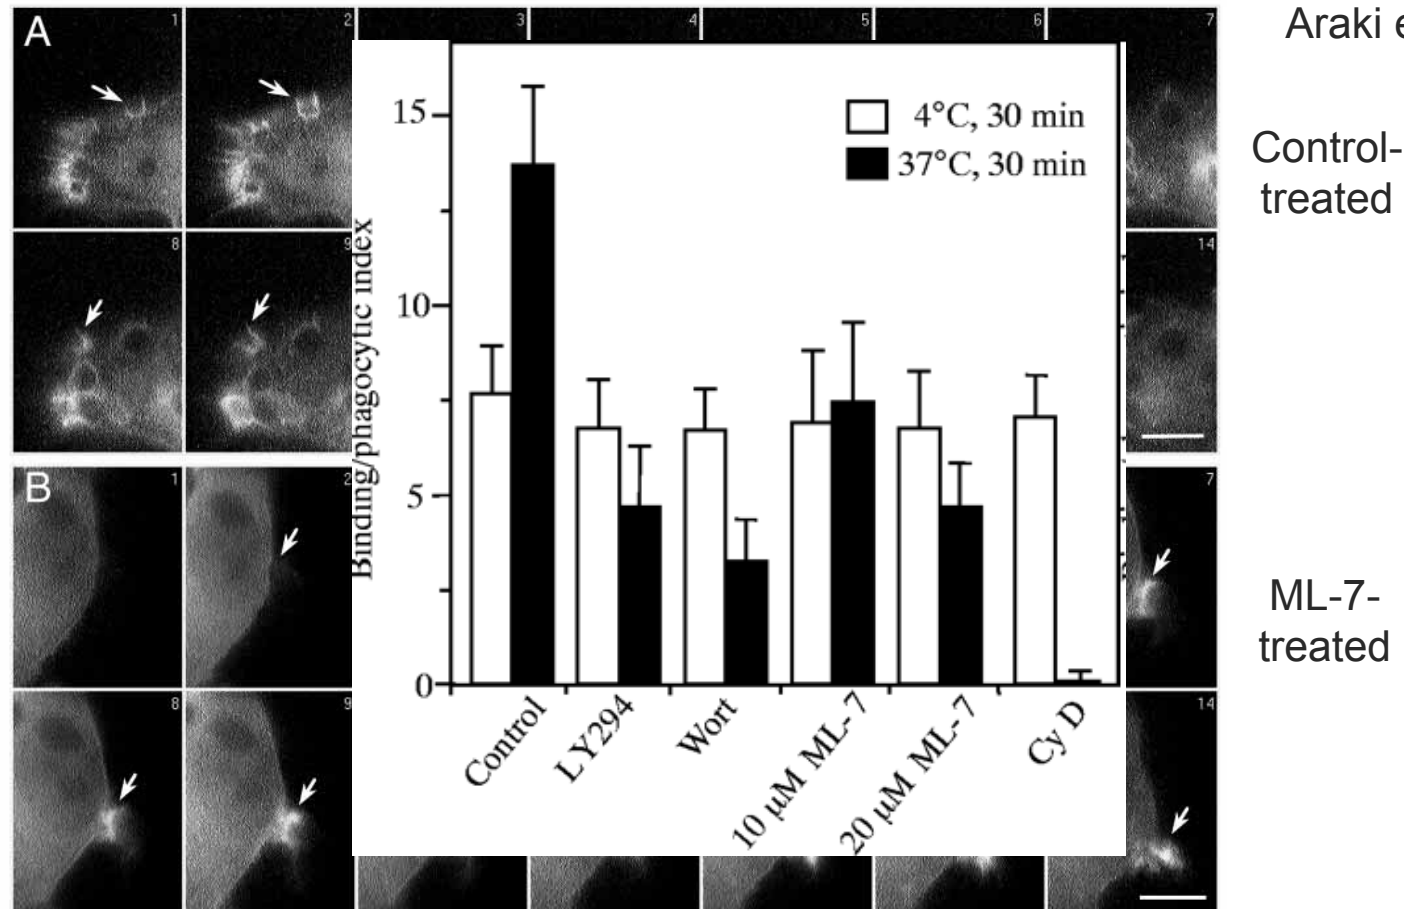 A
1
2
3
4
5
6
7
Araki e
Control-
treated
8
9
14
B
1
2
7
ML-7-
treated
8
9
14
Binding/phagocytic index
15
10
5
0
4°C, 30 min
37°C, 30 min
Control
LY294
Wort
10 μM ML-7
20 μM ML-7
Cy D